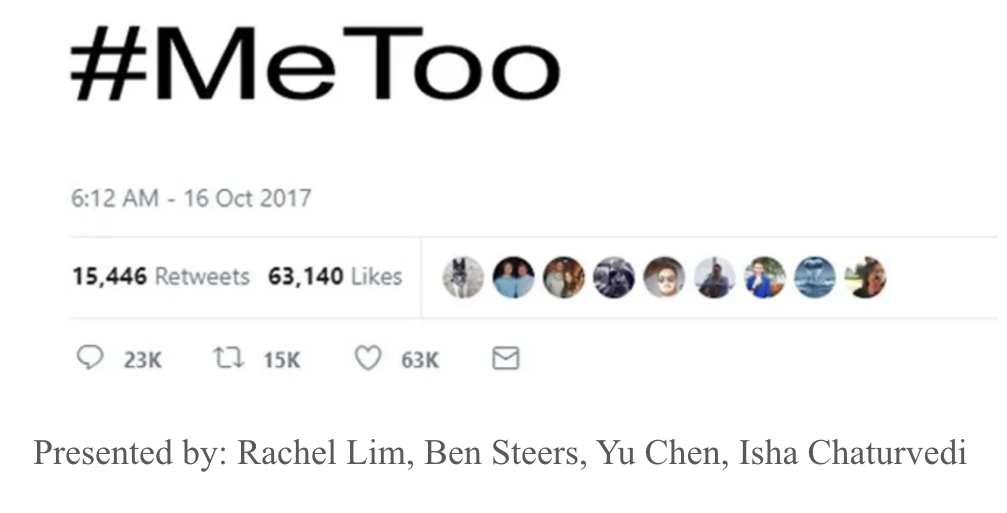 #MeToo
6:12 AM - 16 Oct 2017
15,446 Retweets 63,140 Likes
23K 15K 63K
Presented by: Rachel Lim, Ben Steers, Yu Chen, Isha Chaturvedi